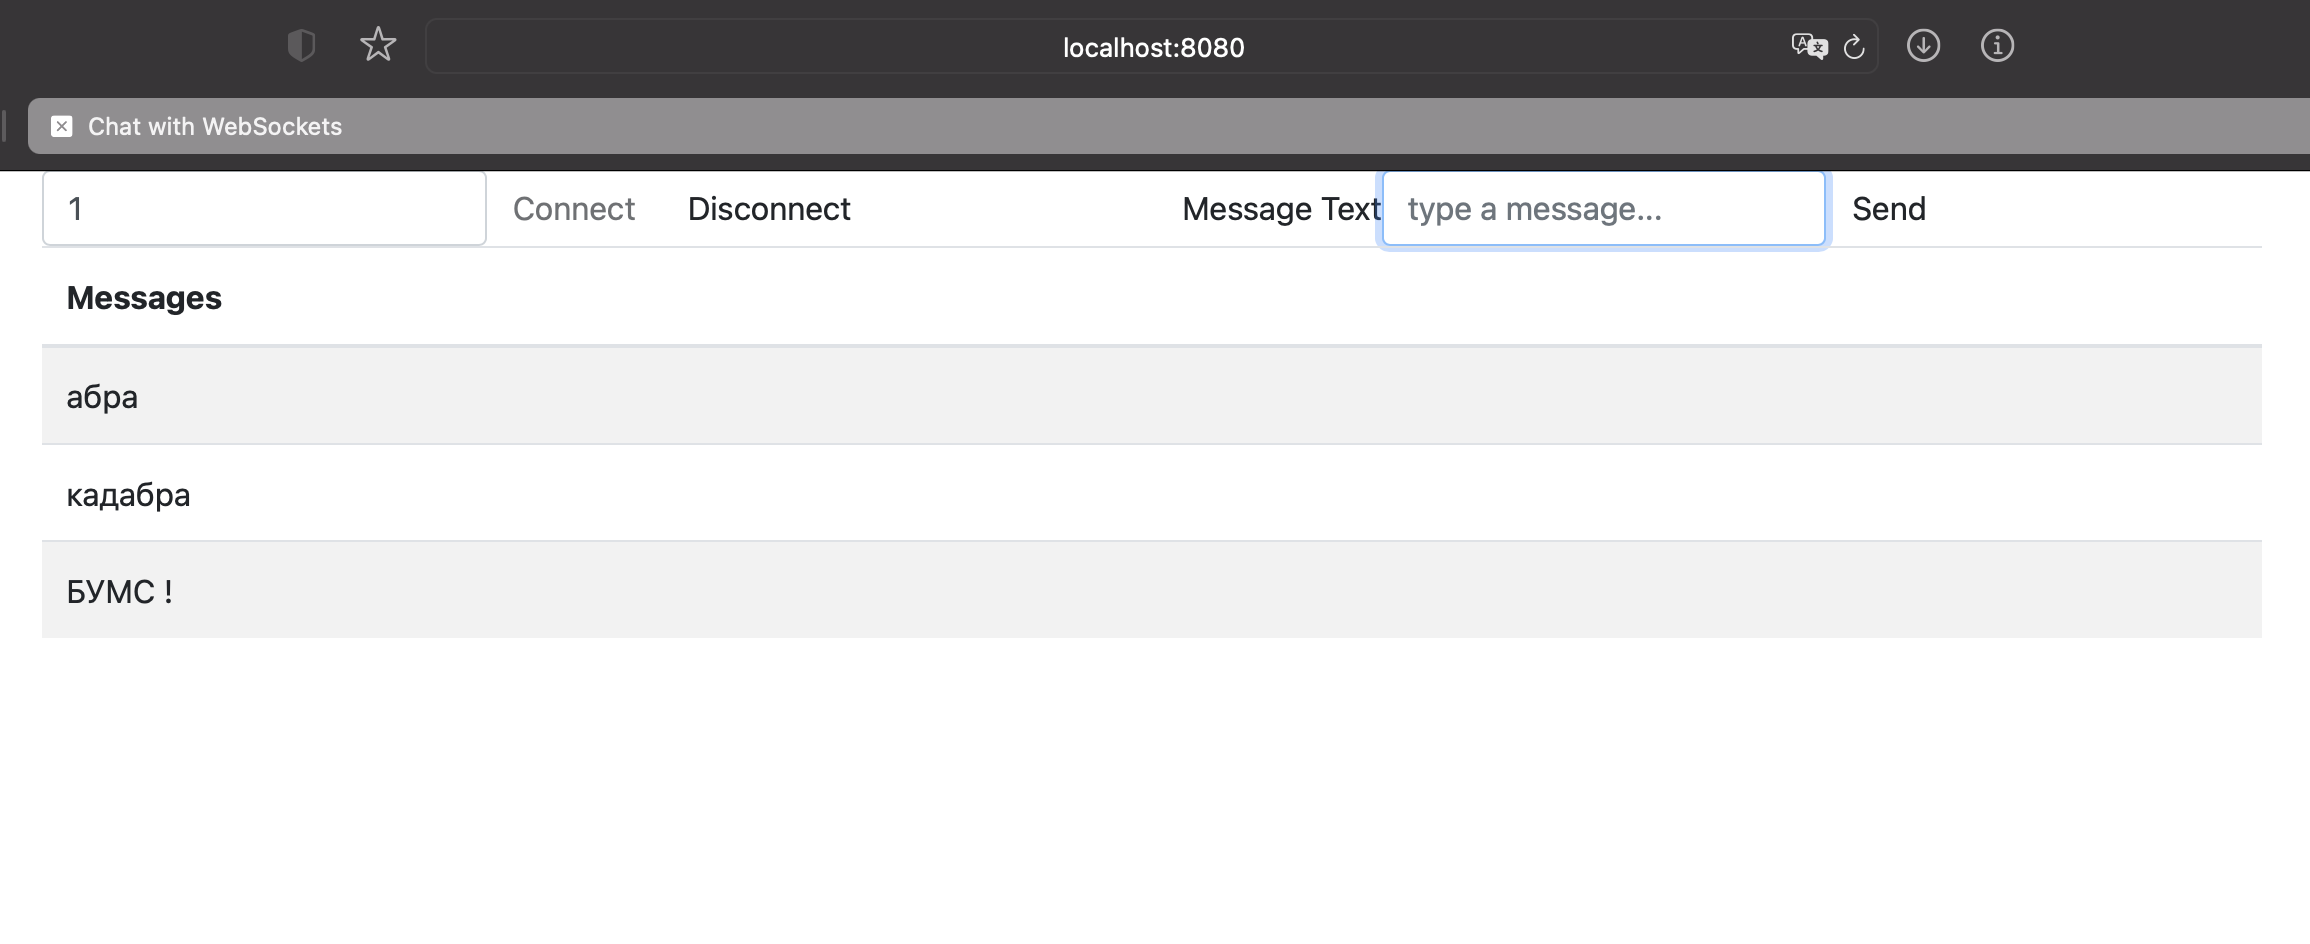 localhost:8080
Chat with WebSockets
1 Connect Disconnect Message Text type a message... Send
Messages
абра
кадабра
БУМС !